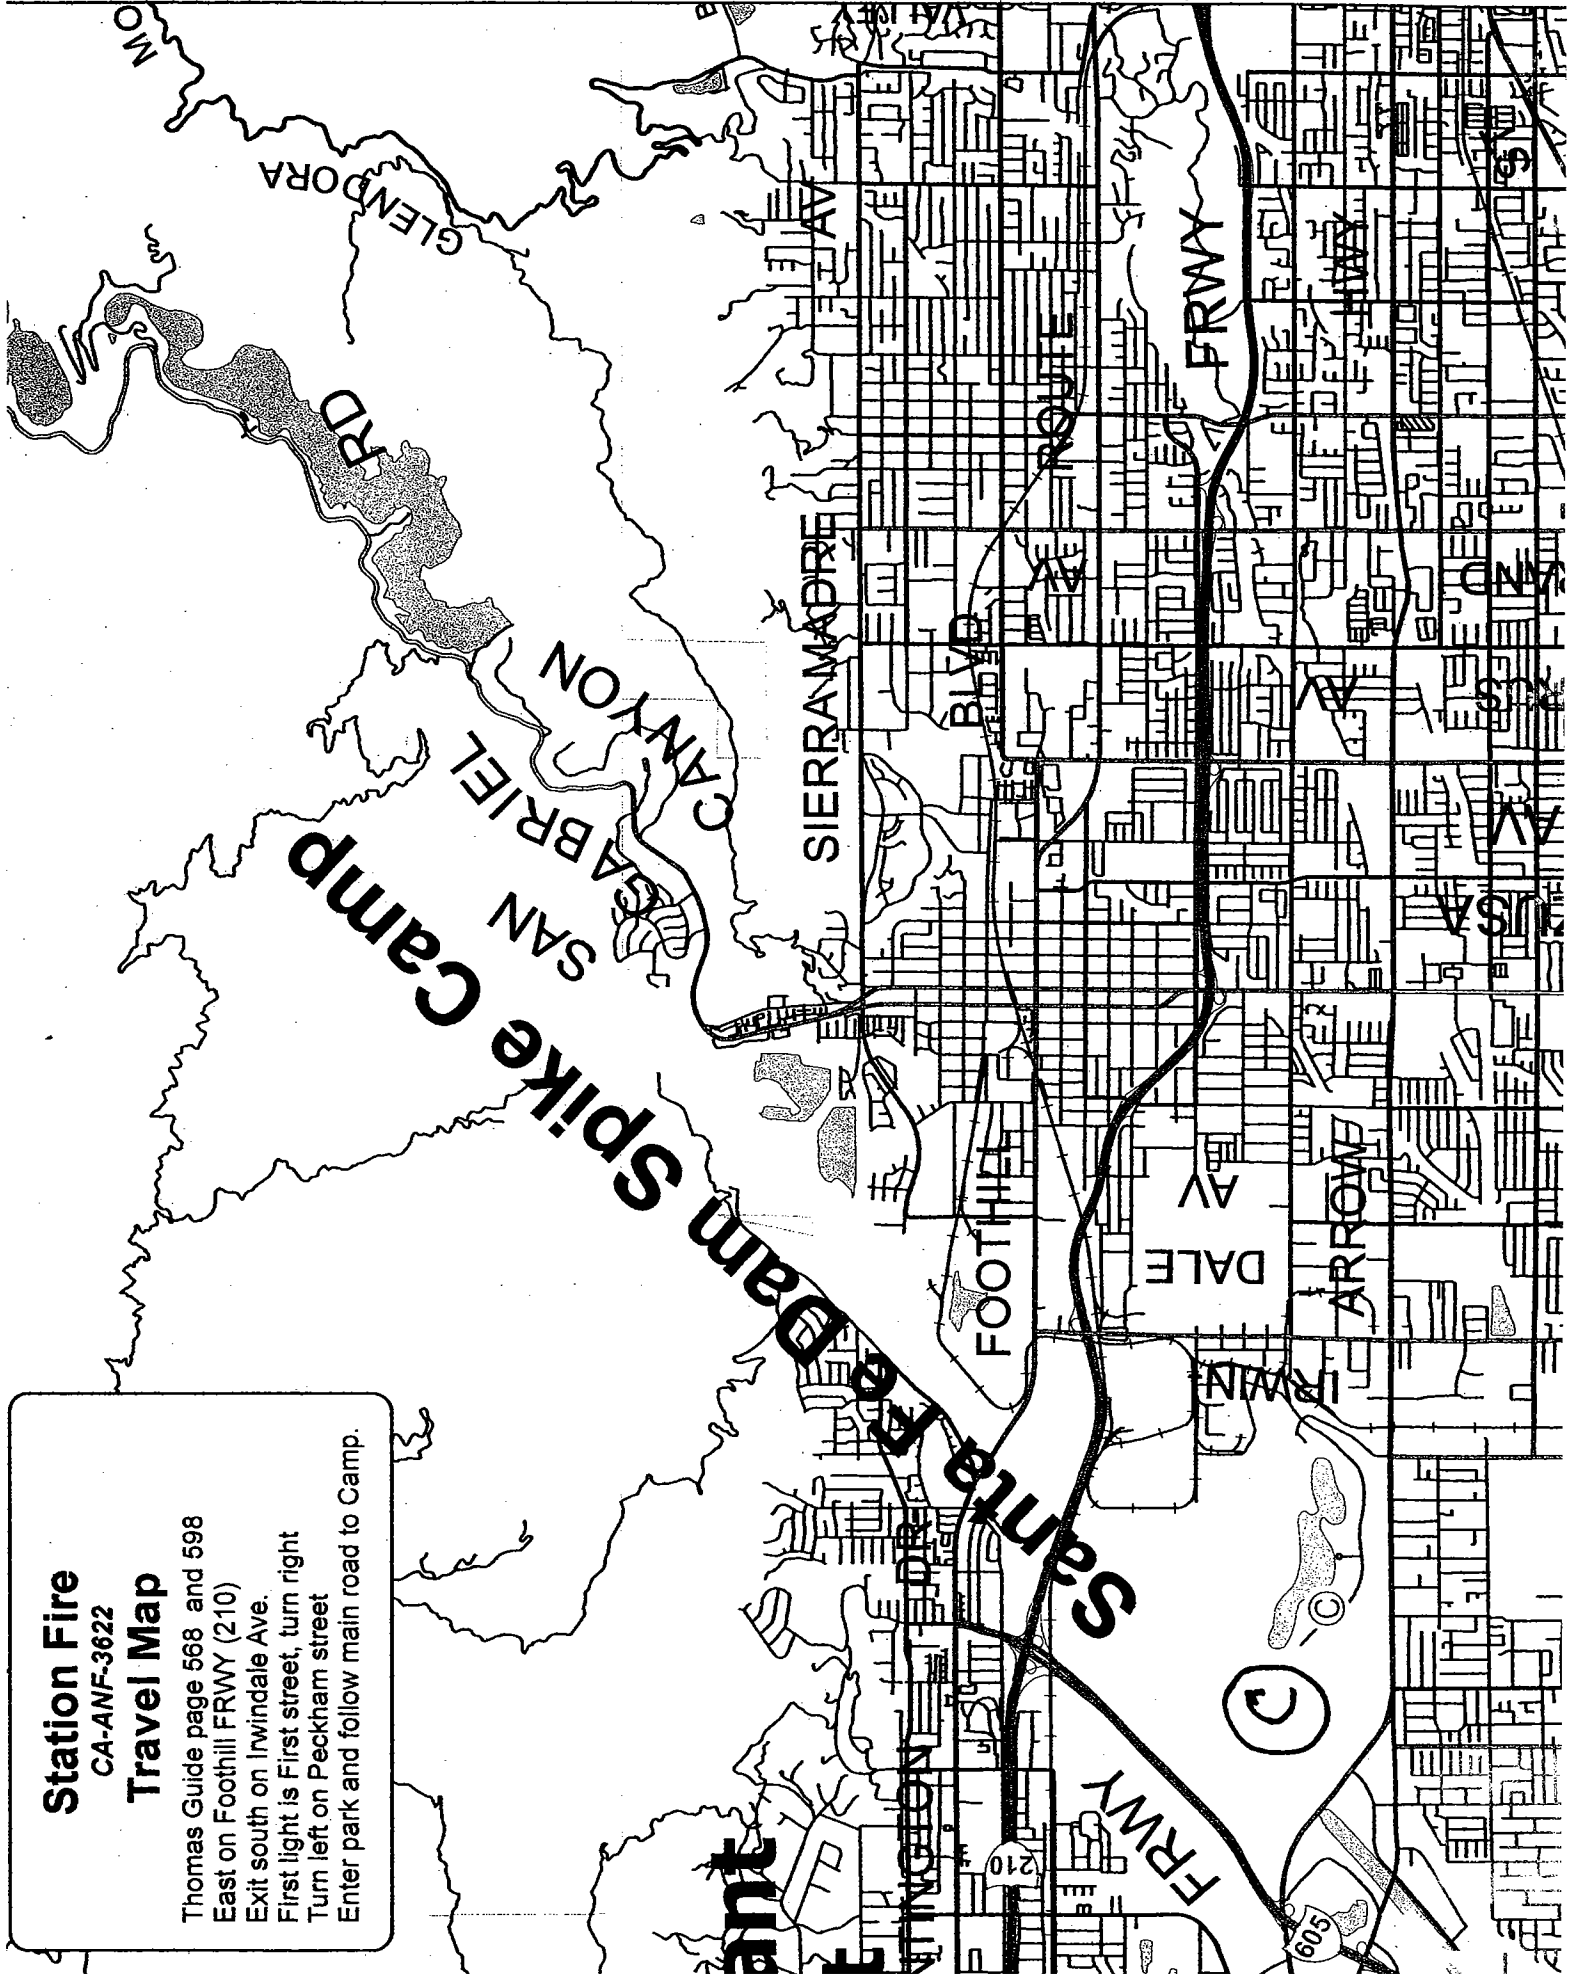 Station Fire
CA-ANF-3622
Travel Map
Thomas Guide page 568 and 598
East on Foothill FRWY (210)
Exit south on Irwindale Ave.
First light is First street, turn right
Turn left on Peckham street
Enter park and follow main road to Camp.
Santa Fe Dam Spike Camp
SAN GABRIEL CANYON RD
GLENDORA
MO
SIERRA MADRE AV
FOOTHILL BLVD
ROUTE
AV
FRWY
HWY
ARROW
IRWIN
DALE
AV
AV
AV
DR
210
FRWY
605
C
C
ant